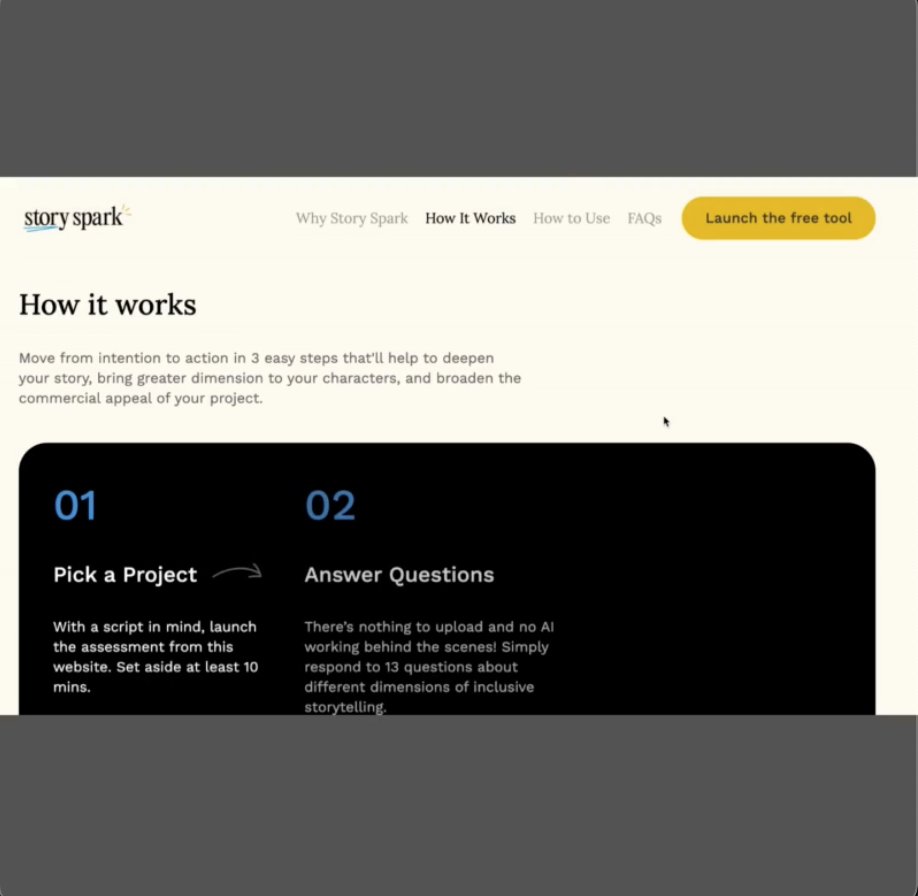 story spark
Why Story Spark How It Works How to Use FAQs Launch the free tool
How it works
Move from intention to action in 3 easy steps that'll help to deepen
your story, bring greater dimension to your characters, and broaden the
commercial appeal of your project.
01
Pick a Project
With a script in mind, launch
the assessment from this
website. Set aside at least 10
mins.
02
Answer Questions
There's nothing to upload and no AI
working behind the scenes! Simply
respond to 13 questions about
different dimensions of inclusive
storytelling.